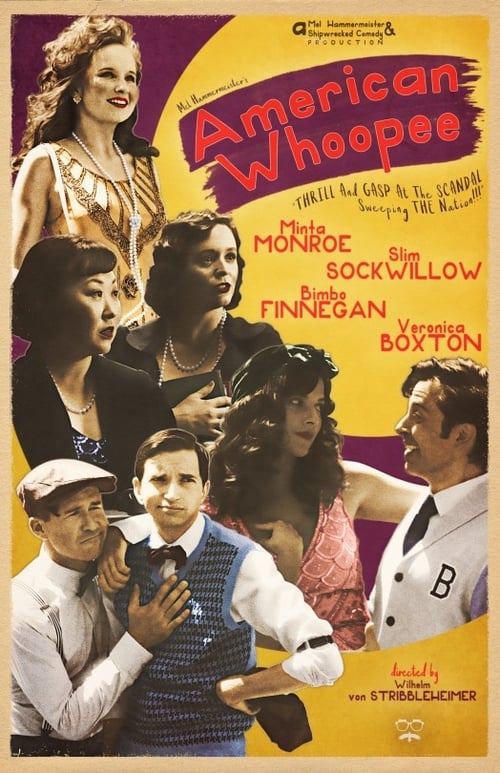 a Mel Hammermeister &
Shipwrecked Comedy
PRODUCTION
Mel Hammermeister's
American
Whoopee
"THRILL And GASP At The SCANDAL
Sweeping THE Nation!!!"
Minta
MONROE
Slim
SOCKWILLOW
Bimbo
FINNEGAN
Veronica
BOXTON
B
directed by
Wilhelm
von STRIBBLEHEIMER